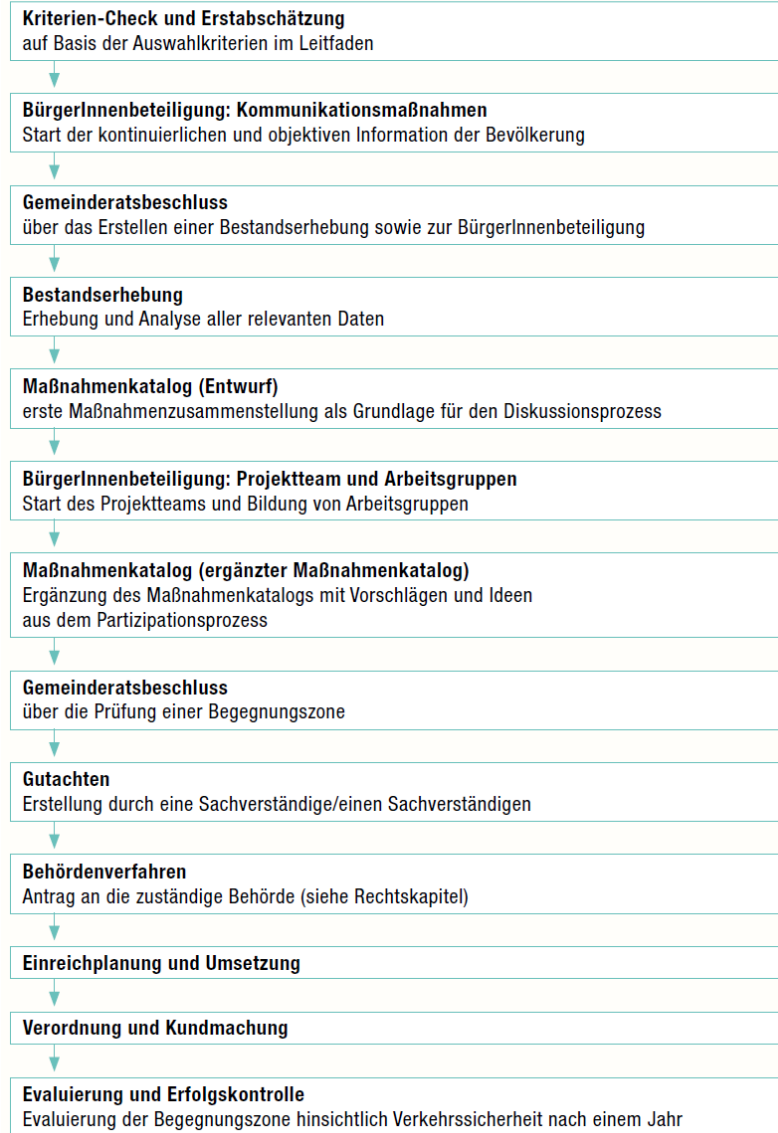 Kriterien-Check und Erstabschätzung
auf Basis der Auswahlkriterien im Leitfaden
BürgerInnenbeteiligung: Kommunikationsmaßnahmen
Start der kontinuierlichen und objektiven Information der Bevölkerung
Gemeinderatsbeschluss
über das Erstellen einer Bestandserhebung sowie zur BürgerInnenbeteiligung
Bestandserhebung
Erhebung und Analyse aller relevanten Daten
Maßnahmenkatalog (Entwurf)
erste Maßnahmenzusammenstellung als Grundlage für den Diskussionsprozess
BürgerInnenbeteiligung: Projektteam und Arbeitsgruppen
Start des Projektteams und Bildung von Arbeitsgruppen
Maßnahmenkatalog (ergänzter Maßnahmenkatalog)
Ergänzung des Maßnahmenkatalogs mit Vorschlägen und Ideen
aus dem Partizipationsprozess
Gemeinderatsbeschluss
über die Prüfung einer Begegnungszone
Gutachten
Erstellung durch eine Sachverständige/einen Sachverständigen
Behördenverfahren
Antrag an die zuständige Behörde (siehe Rechtskapitel)
Einreichplanung und Umsetzung
Verordnung und Kundmachung
Evaluierung und Erfolgskontrolle
Evaluierung der Begegnungszone hinsichtlich Verkehrssicherheit nach einem Jahr